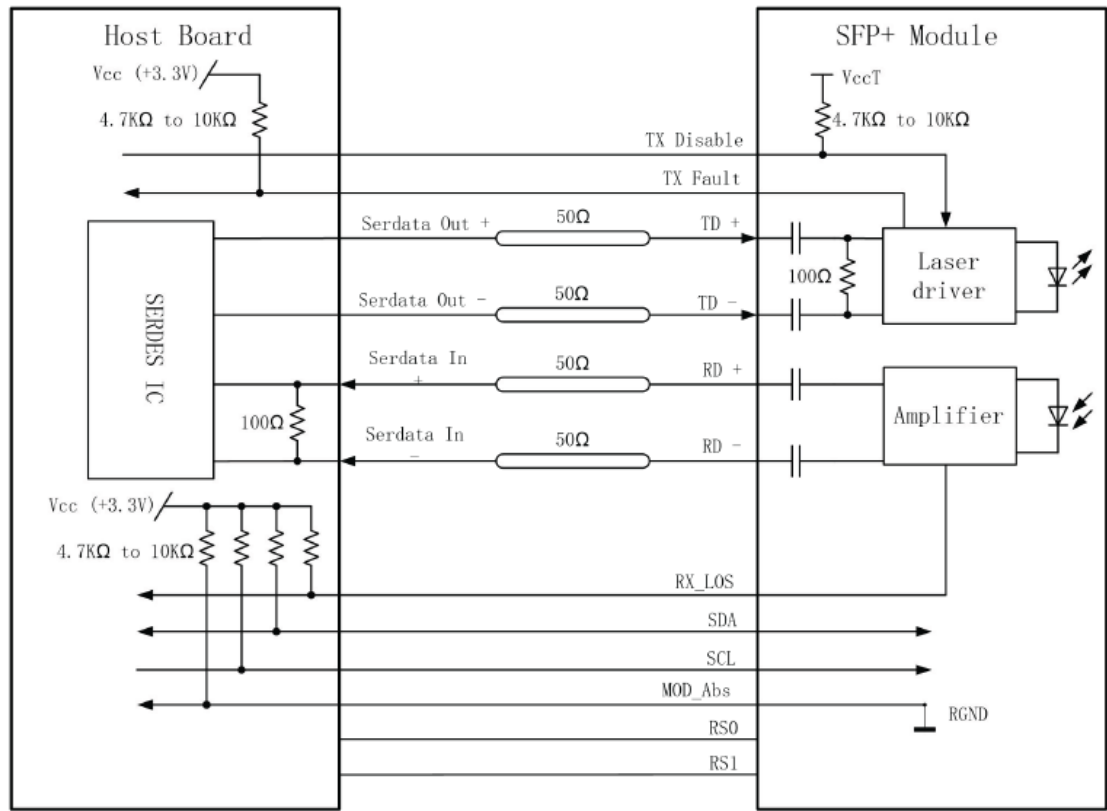 Host Board
SFP+ Module
Vcc (+3.3V)
VccT
4.7KΩ to 10KΩ
4.7KΩ to 10KΩ
TX Disable
TX Fault
Serdata Out +
50Ω
TD +
100Ω
Laser
driver
Serdata Out -
50Ω
TD -
SERDES IC
Serdata In
+
50Ω
RD +
100Ω
Amplifier
Serdata In
-
50Ω
RD -
Vcc (+3.3V)
4.7KΩ to 10KΩ
RX_LOS
SDA
SCL
MOD_Abs
RGND
RS0
RS1